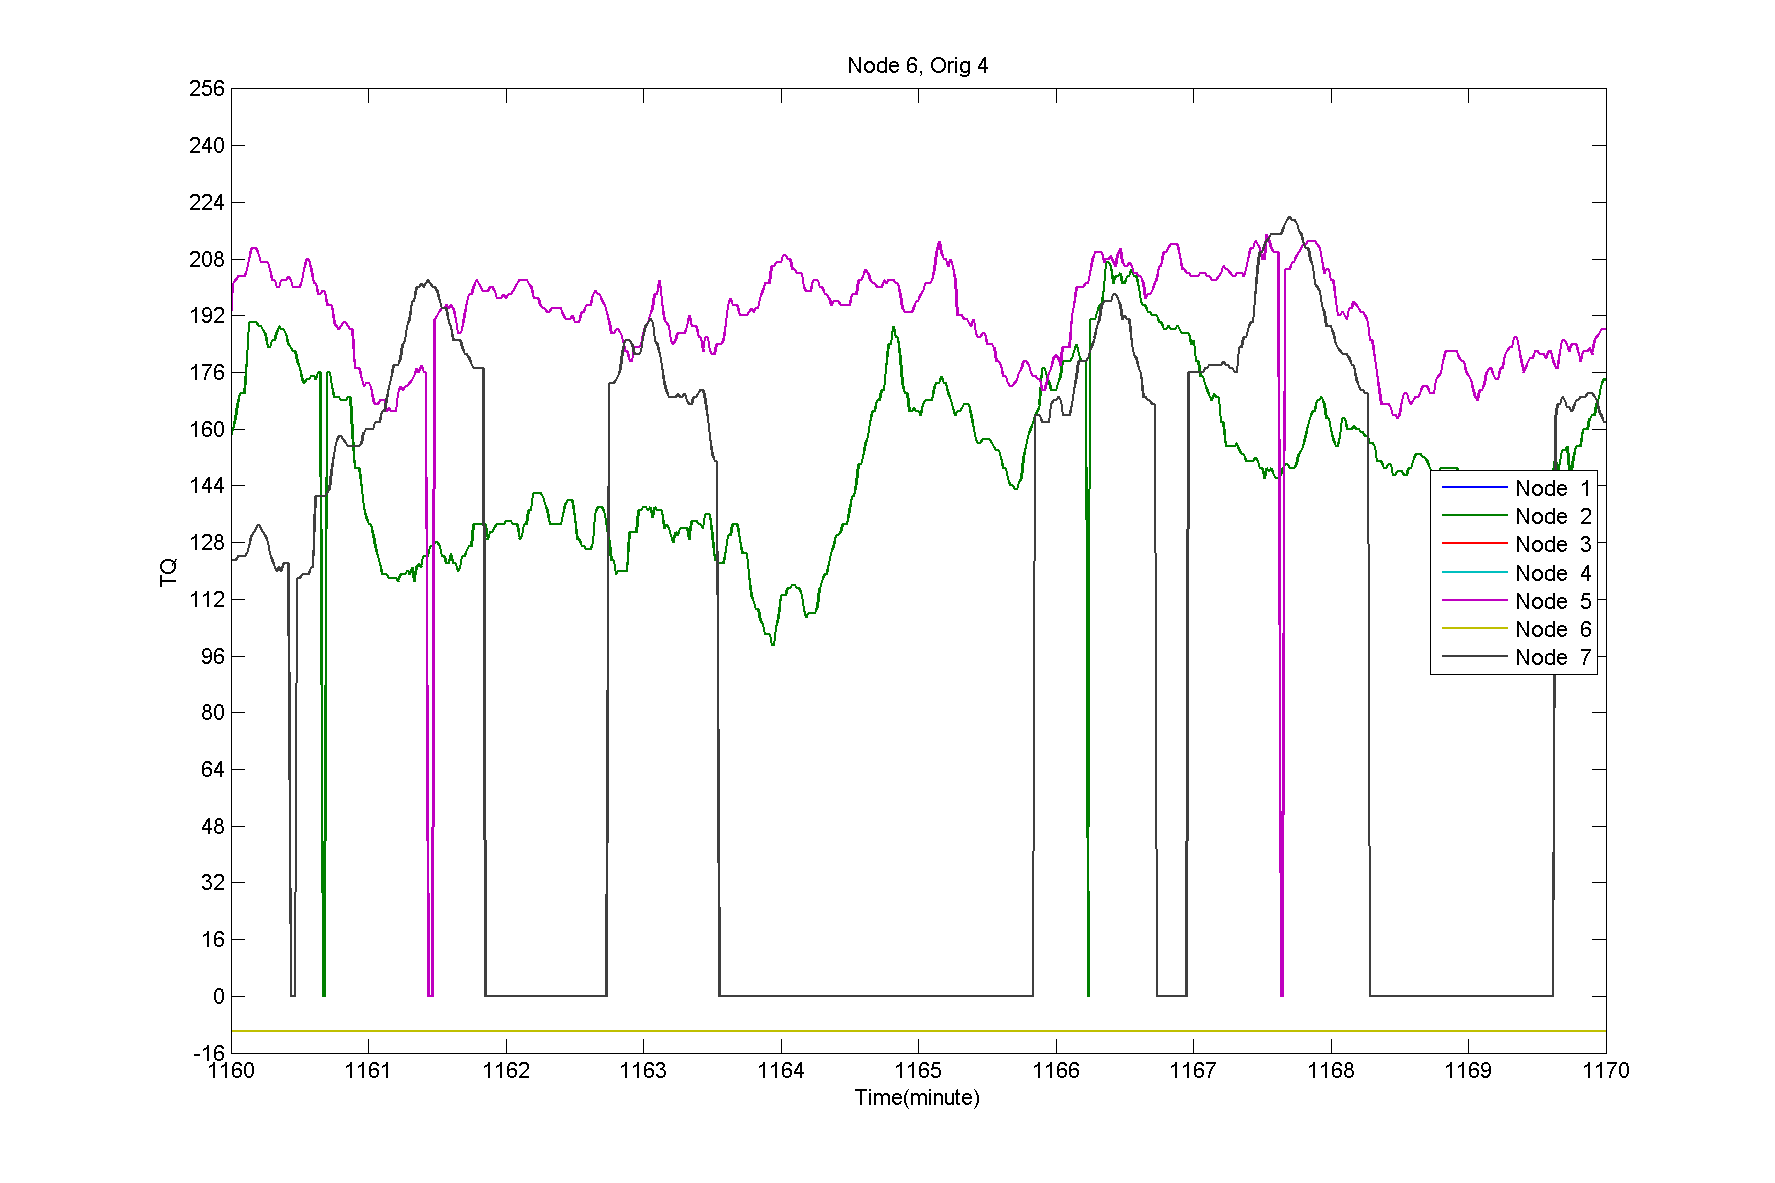 Node 6, Orig 4
256
240
224
208
192
176
160
144
128
112
96
80
64
48
32
16
0
-16
TQ
Node 1
Node 2
Node 3
Node 4
Node 5
Node 6
Node 7
1160 1161 1162 1163 1164 1165 1166 1167 1168 1169 1170
Time(minute)